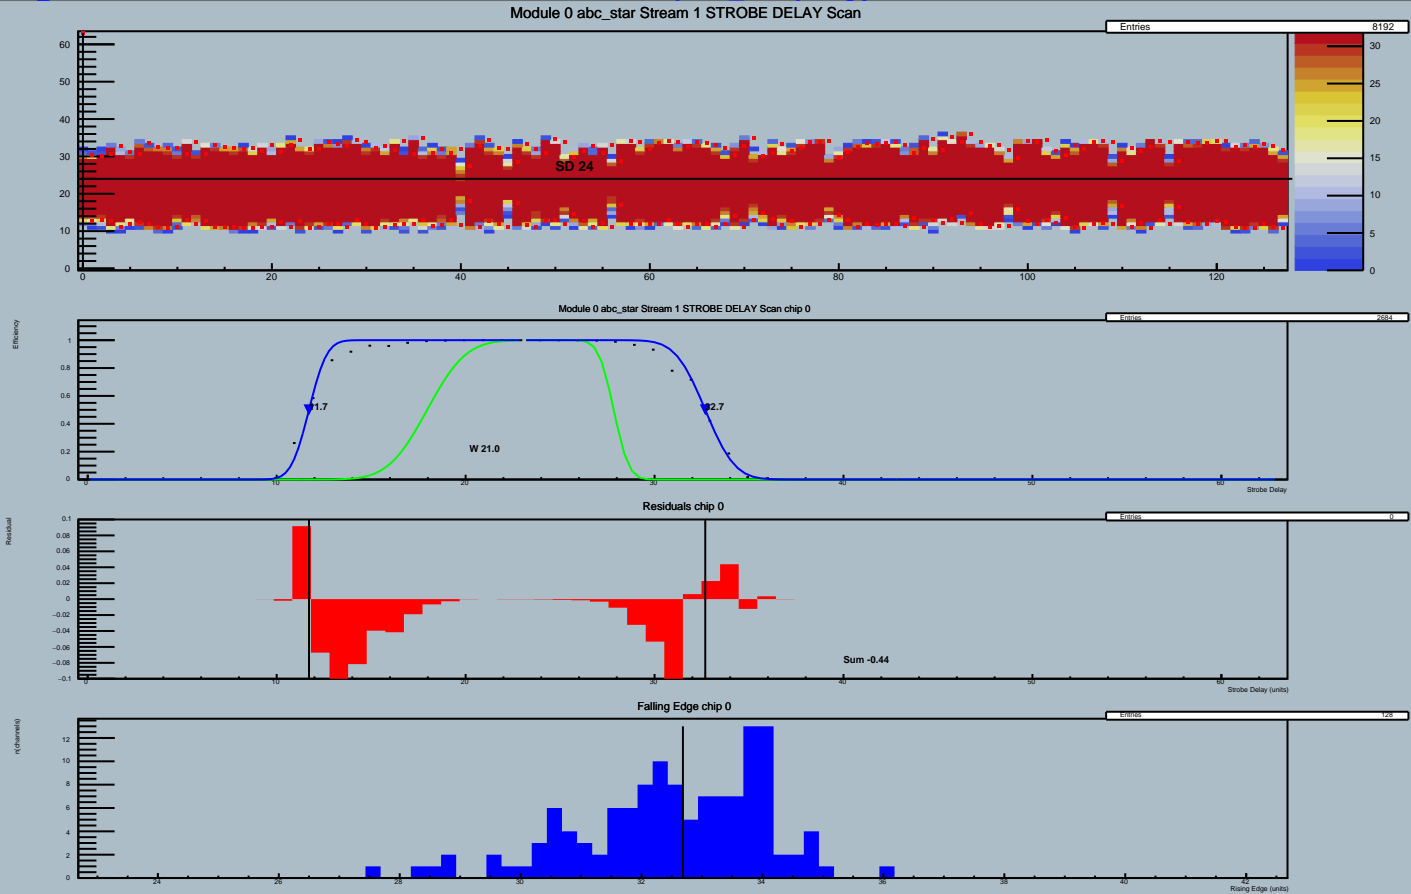 Module 0 abc_star Stream 1 STROBE DELAY Scan
Entries 8192
60
50
40
30
20
10
0
SD 24
0 20 40 60 80 100 120
30
25
20
15
10
5
0
Module 0 abc_star Stream 1 STROBE DELAY Scan chip 0
Entries 2684
Efficiency
1
0.8
0.6
0.4
0.2
0
11.7
32.7
W 21.0
0 10 20 30 40 50 60
Strobe Delay
Residuals chip 0
Entries 0
Residual
0.1
0.08
0.06
0.04
0.02
0
−0.02
−0.04
−0.06
−0.08
−0.1
Sum -0.44
0 10 20 30 40 50 60
Strobe Delay (units)
Falling Edge chip 0
Entries 128
n(channels)
12
10
8
6
4
2
0
24 26 28 30 32 34 36 38 40 42
Rising Edge (units)